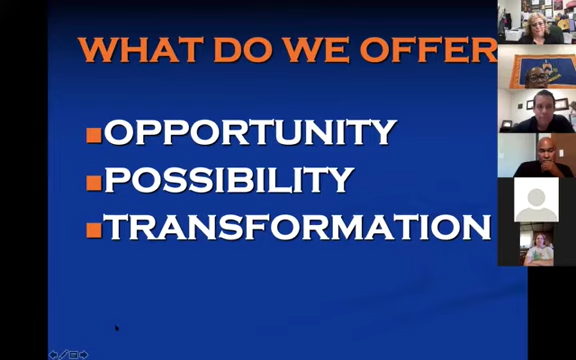 WHAT DO WE OFFER
OPPORTUNITY
POSSIBILITY
TRANSFORMATION